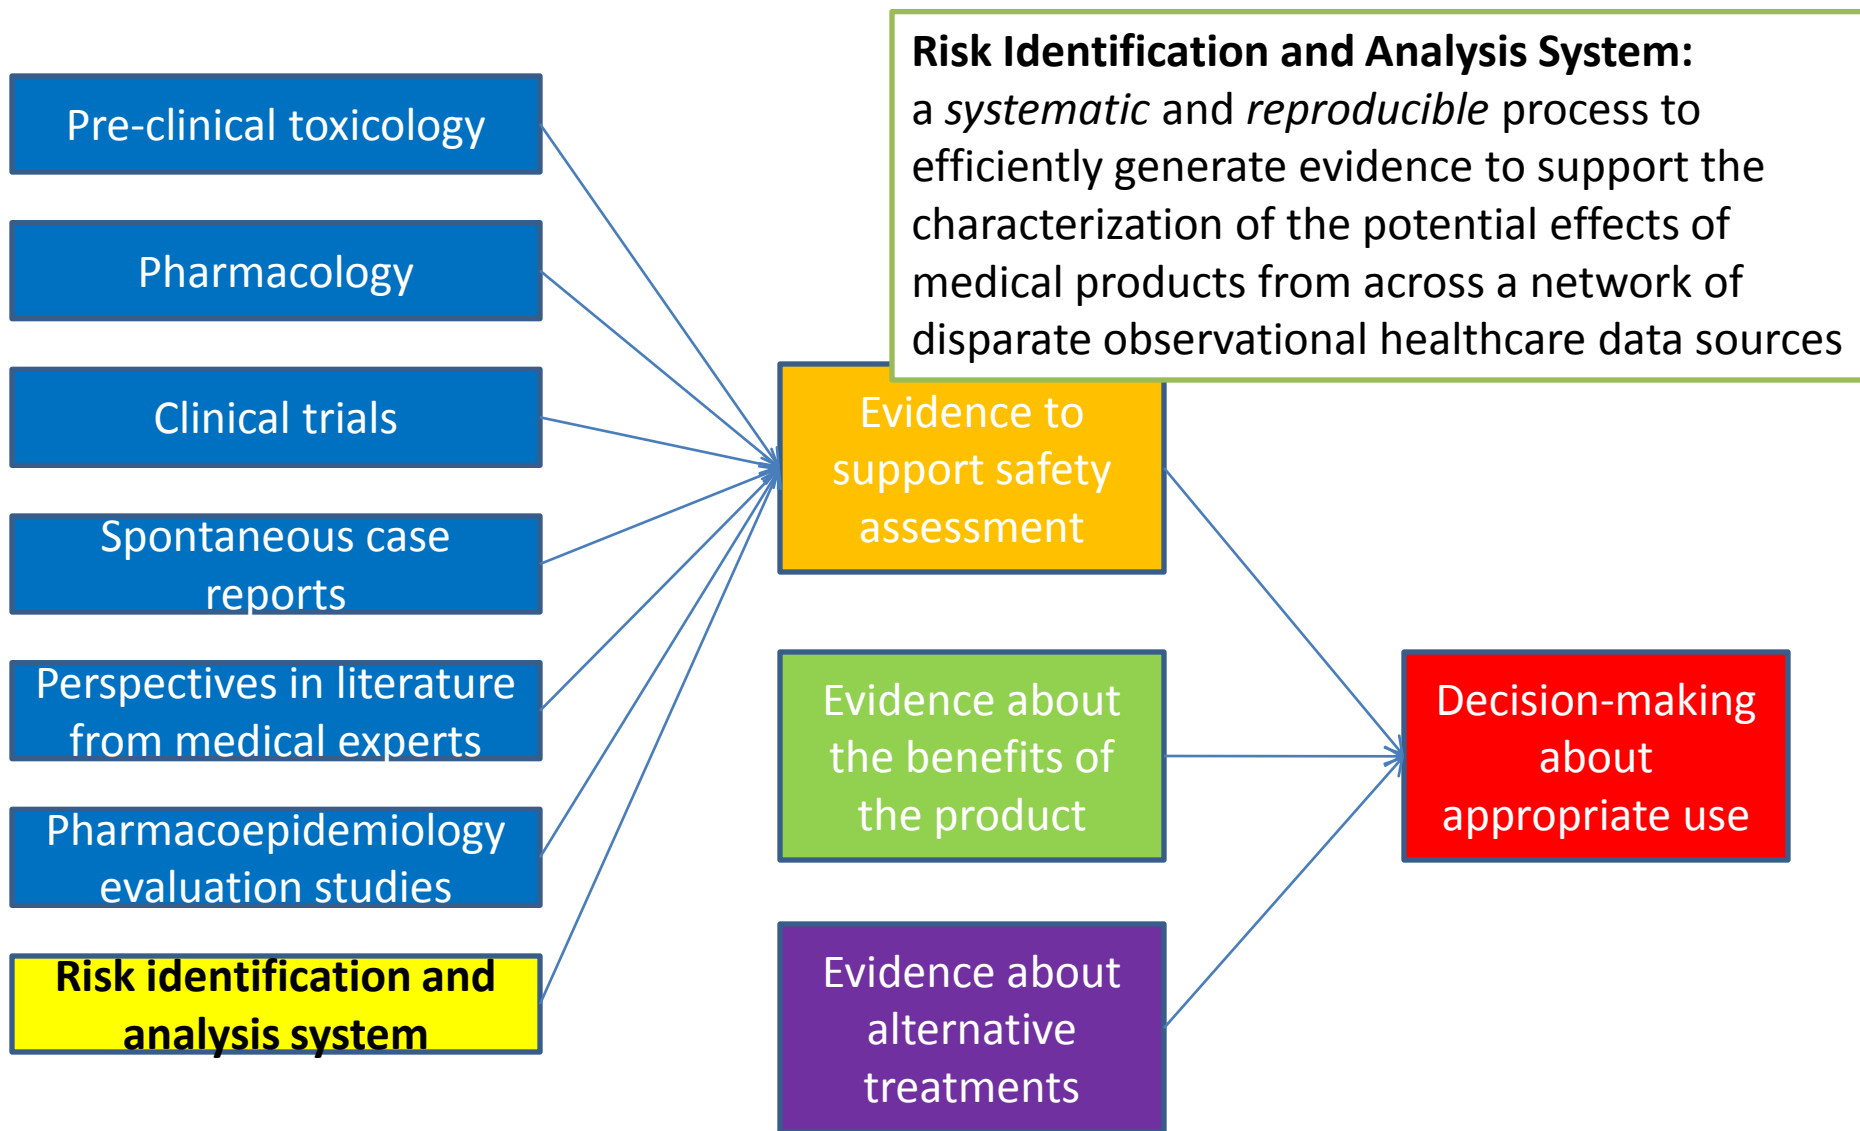 Risk Identification and Analysis System:
a systematic and reproducible process to
efficiently generate evidence to support the
characterization of the potential effects of
medical products from across a network of
disparate observational healthcare data sources
Pre-clinical toxicology
Pharmacology
Clinical trials
Spontaneous case
reports
Perspectives in literature
from medical experts
Pharmacoepidemiology
evaluation studies
Risk identification and
analysis system
Evidence to
support safety
assessment
Evidence about
the benefits of
the product
Evidence about
alternative
treatments
Decision-making
about
appropriate use